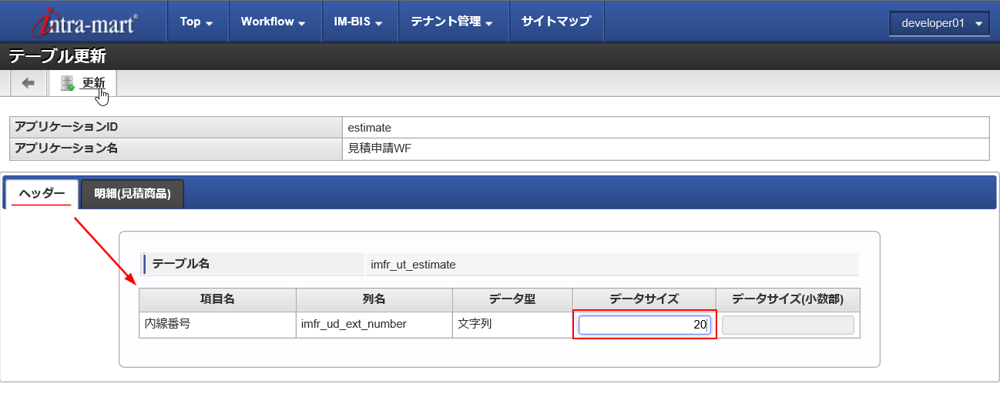 intra-mart® Top Workflow IM-BIS テナント管理 サイトマップ developer01
テーブル更新
更新
アプリケーションID estimate
アプリケーション名 見積申請WF
ヘッダー 明細(見積商品)
テーブル名 imfr_ut_estimate
項目名 列名 データ型 データサイズ データサイズ(小数部)
内線番号 imfr_ud_ext_number 文字列 20